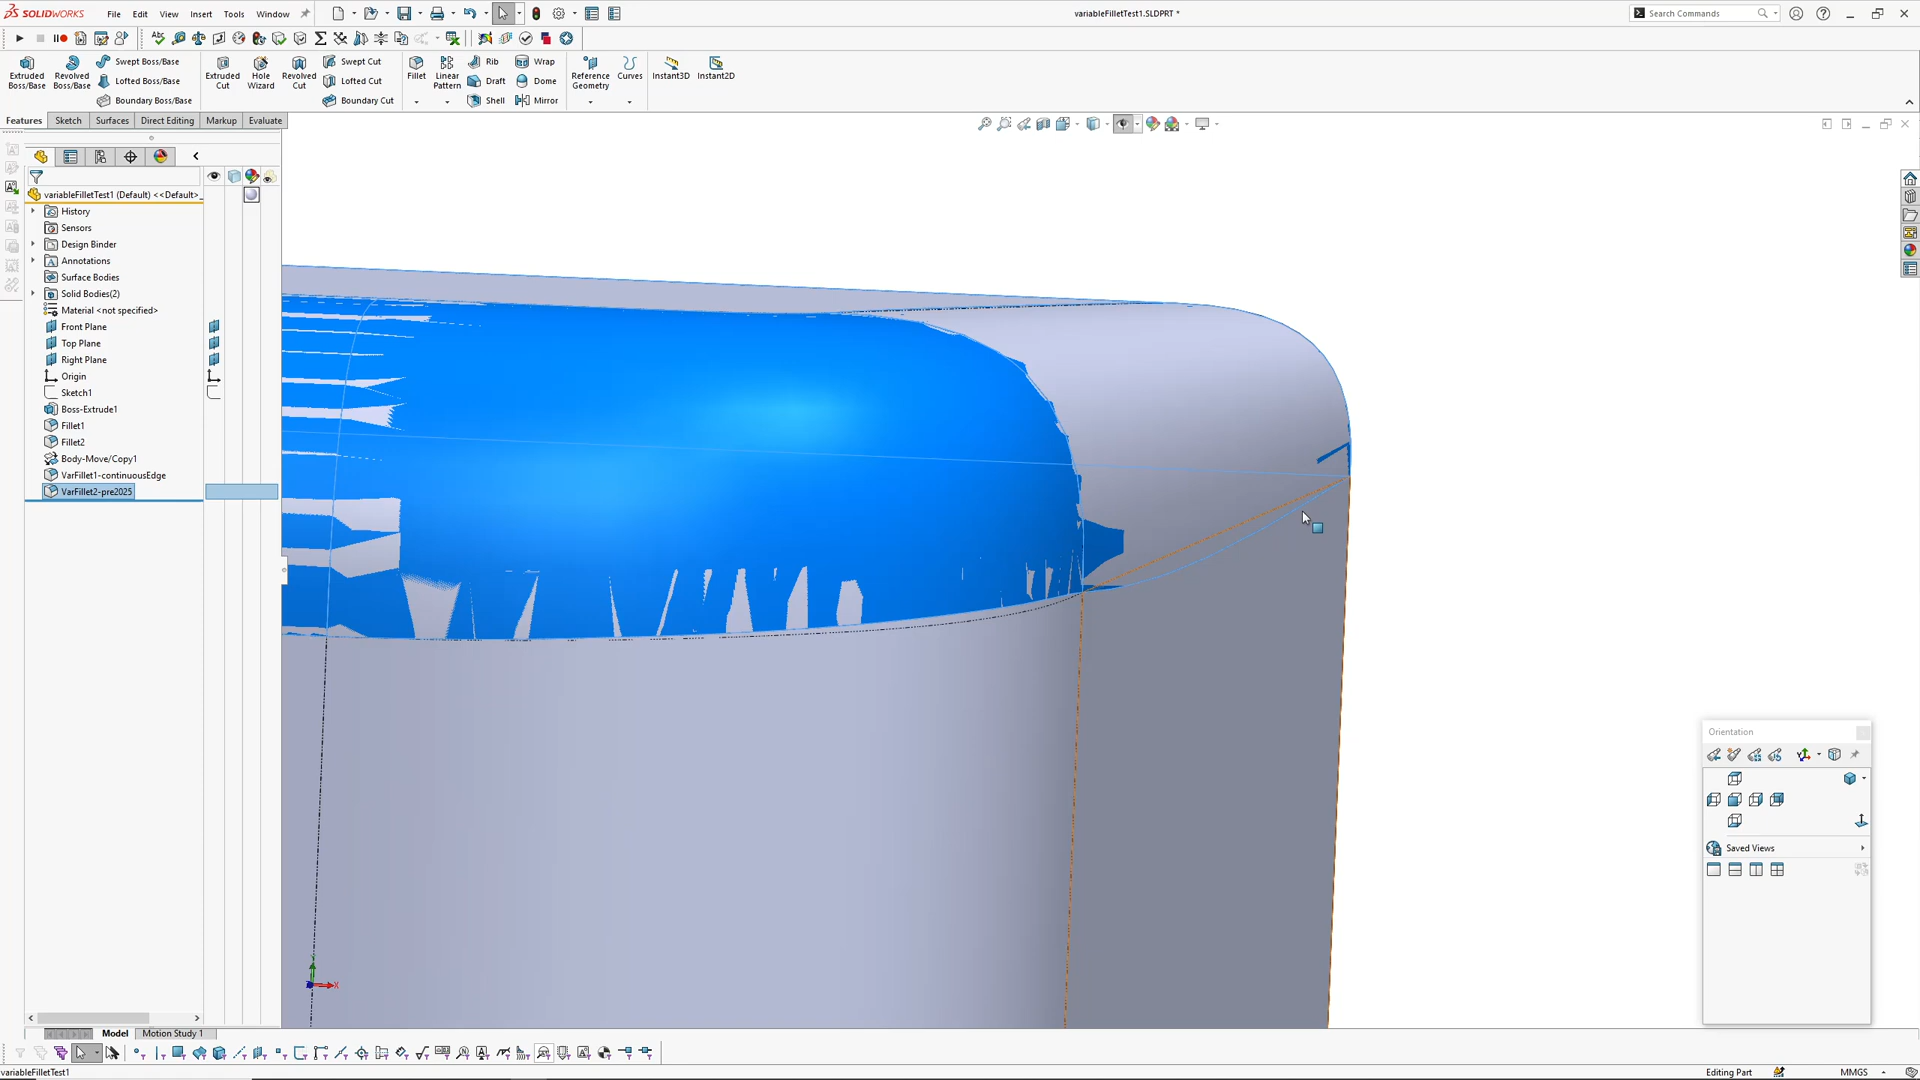 SOLIDWORKS File Edit View Insert Tools Window
variableFilletTest1.SLDPRT *
Search Commands
Extruded Boss/Base
Revolved Boss/Base
Swept Boss/Base
Lofted Boss/Base
Boundary Boss/Base
Extruded Cut
Hole Wizard
Revolved Cut
Swept Cut
Lofted Cut
Boundary Cut
Fillet
Linear Pattern
Rib
Draft
Shell
Wrap
Dome
Mirror
Reference Geometry
Curves
Instant3D
Instant2D
Features Sketch Surfaces Direct Editing Markup Evaluate
variableFilletTest1 (Default) <<Default>_
History
Sensors
Design Binder
Annotations
Surface Bodies
Solid Bodies(2)
Material <not specified>
Front Plane
Top Plane
Right Plane
Origin
Sketch1
Boss-Extrude1
Fillet1
Fillet2
Body-Move/Copy1
VarFillet1-continuousEdge
VarFillet2-pre2025
Orientation
Saved Views
Y
X
Model Motion Study 1
variableFilletTest1
Editing Part
MMGS